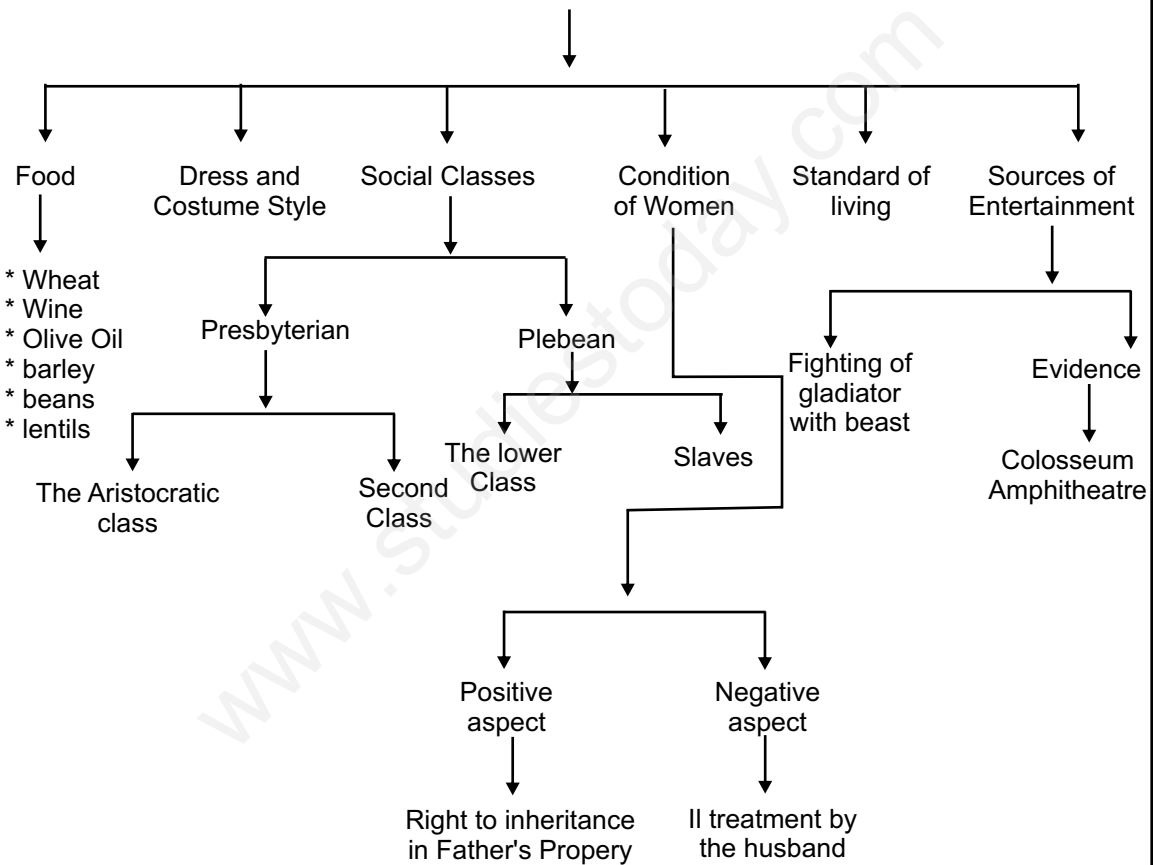 Food
Dress and
Costume Style
Social Classes
Condition
of Women
Standard of
living
Sources of
Entertainment
* Wheat
* Wine
* Olive Oil
* barley
* beans
* lentils
Presbyterian
Plebean
Fighting of
gladiator
with beast
Evidence
The Aristocratic
class
Second
Class
The lower
Class
Slaves
Colosseum
Amphitheatre
Positive
aspect
Negative
aspect
Right to inheritance
in Father's Propery
Il treatment by
the husband
www.studiestoday.com